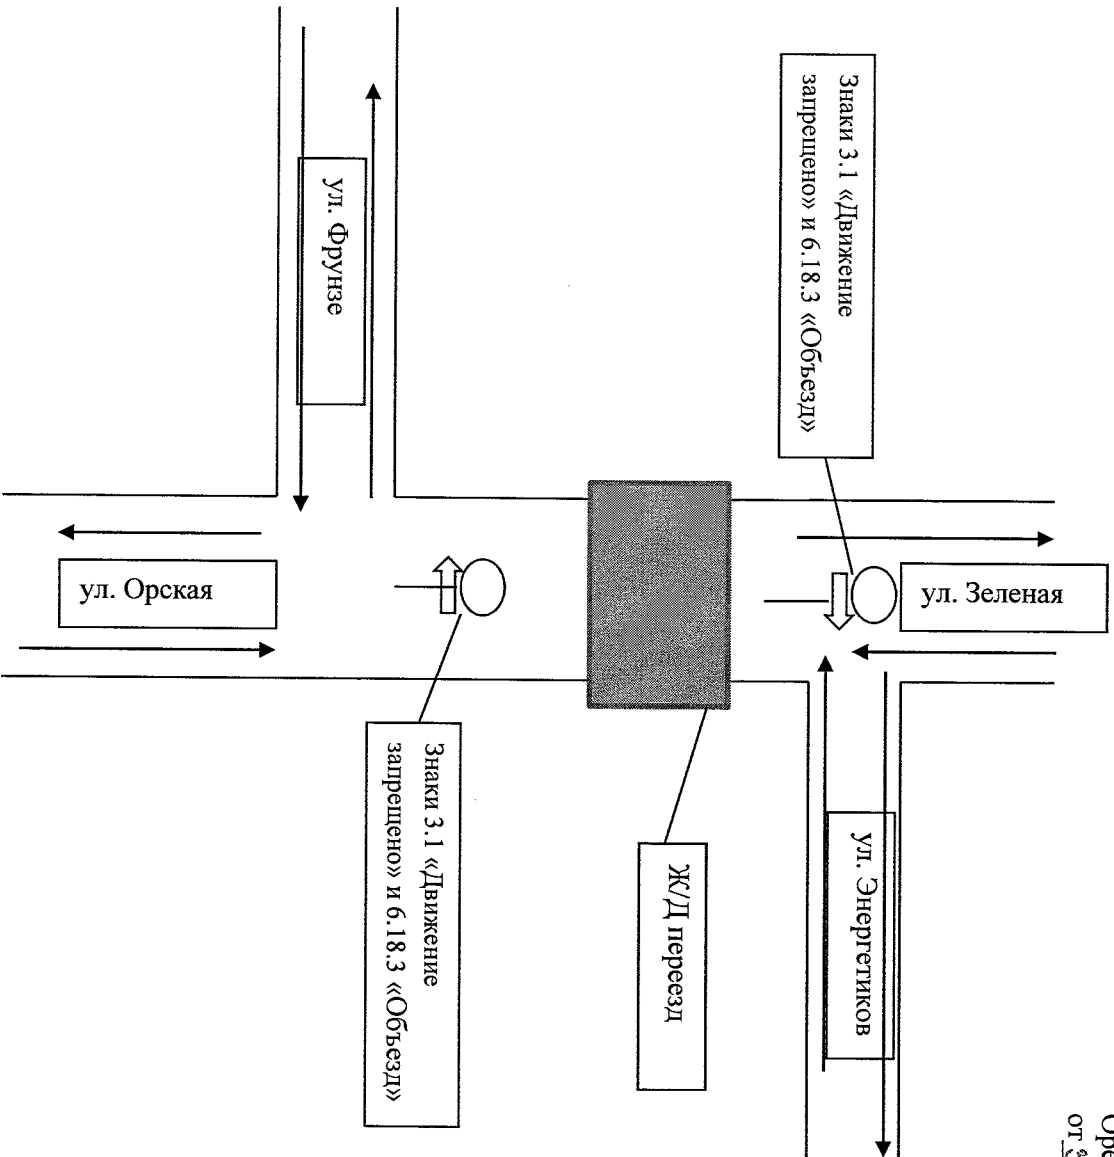 Знаки 3.1 «Движение
запрещено» и 6.18.3 «Объезд»
ул. Фрунзе
ул. Зеленая
ул. Орская
ул. Энергетиков
Ж/Д переезд
Знаки 3.1 «Движение
запрещено» и 6.18.3 «Объезд»
от